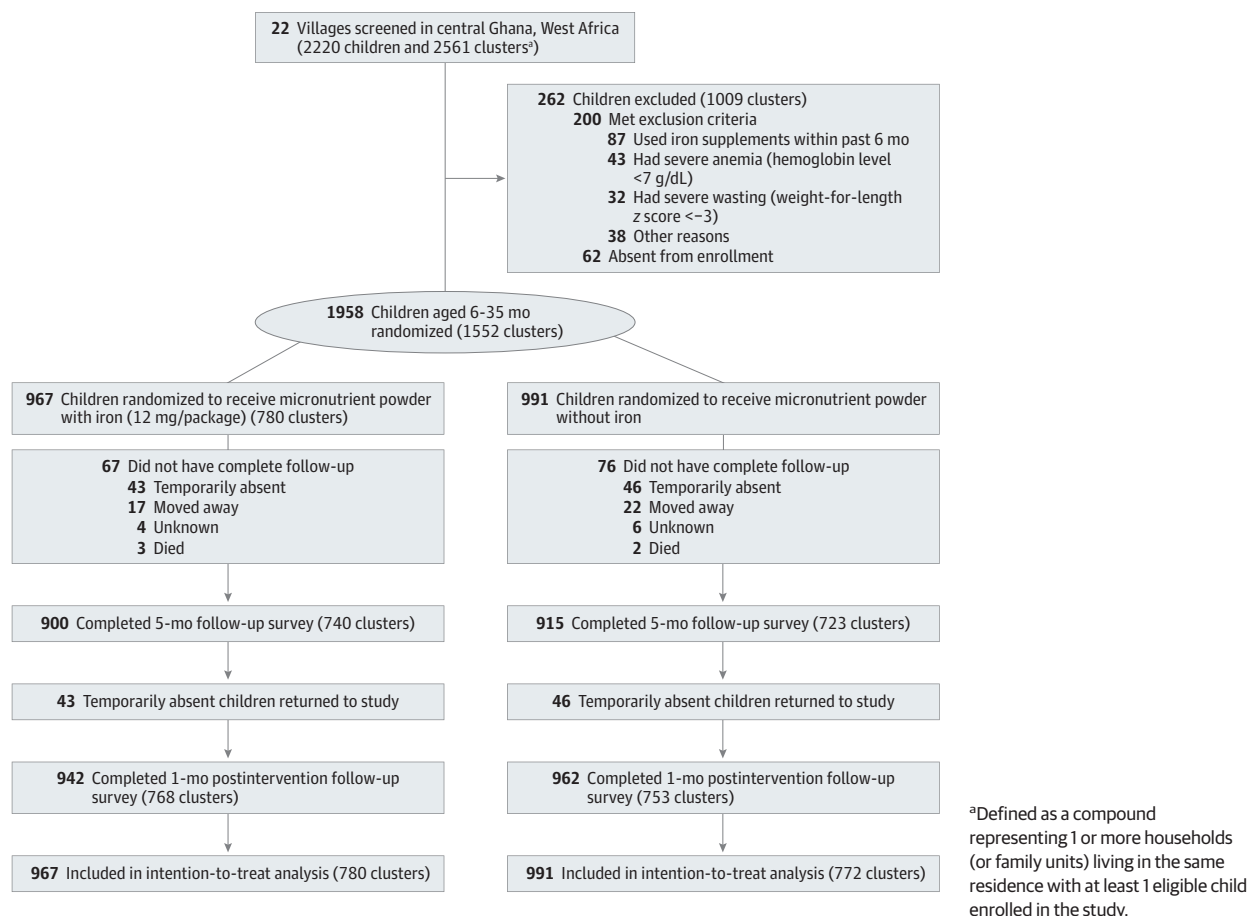 22 Villages screened in central Ghana, West Africa
(2220 children and 2561 clustersᵃ)
262 Children excluded (1009 clusters)
200 Met exclusion criteria
87 Used iron supplements within past 6 mo
43 Had severe anemia (hemoglobin level
<7 g/dL)
32 Had severe wasting (weight-for-length
z score <−3)
38 Other reasons
62 Absent from enrollment
1958 Children aged 6-35 mo
randomized (1552 clusters)
967 Children randomized to receive micronutrient powder
with iron (12 mg/package) (780 clusters)
991 Children randomized to receive micronutrient powder
without iron
67 Did not have complete follow-up
43 Temporarily absent
17 Moved away
4 Unknown
3 Died
76 Did not have complete follow-up
46 Temporarily absent
22 Moved away
6 Unknown
2 Died
900 Completed 5-mo follow-up survey (740 clusters)
915 Completed 5-mo follow-up survey (723 clusters)
43 Temporarily absent children returned to study
46 Temporarily absent children returned to study
942 Completed 1-mo postintervention follow-up
survey (768 clusters)
962 Completed 1-mo postintervention follow-up
survey (753 clusters)
967 Included in intention-to-treat analysis (780 clusters)
991 Included in intention-to-treat analysis (772 clusters)
ᵃDefined as a compound
representing 1 or more households
(or family units) living in the same
residence with at least 1 eligible child
enrolled in the study.